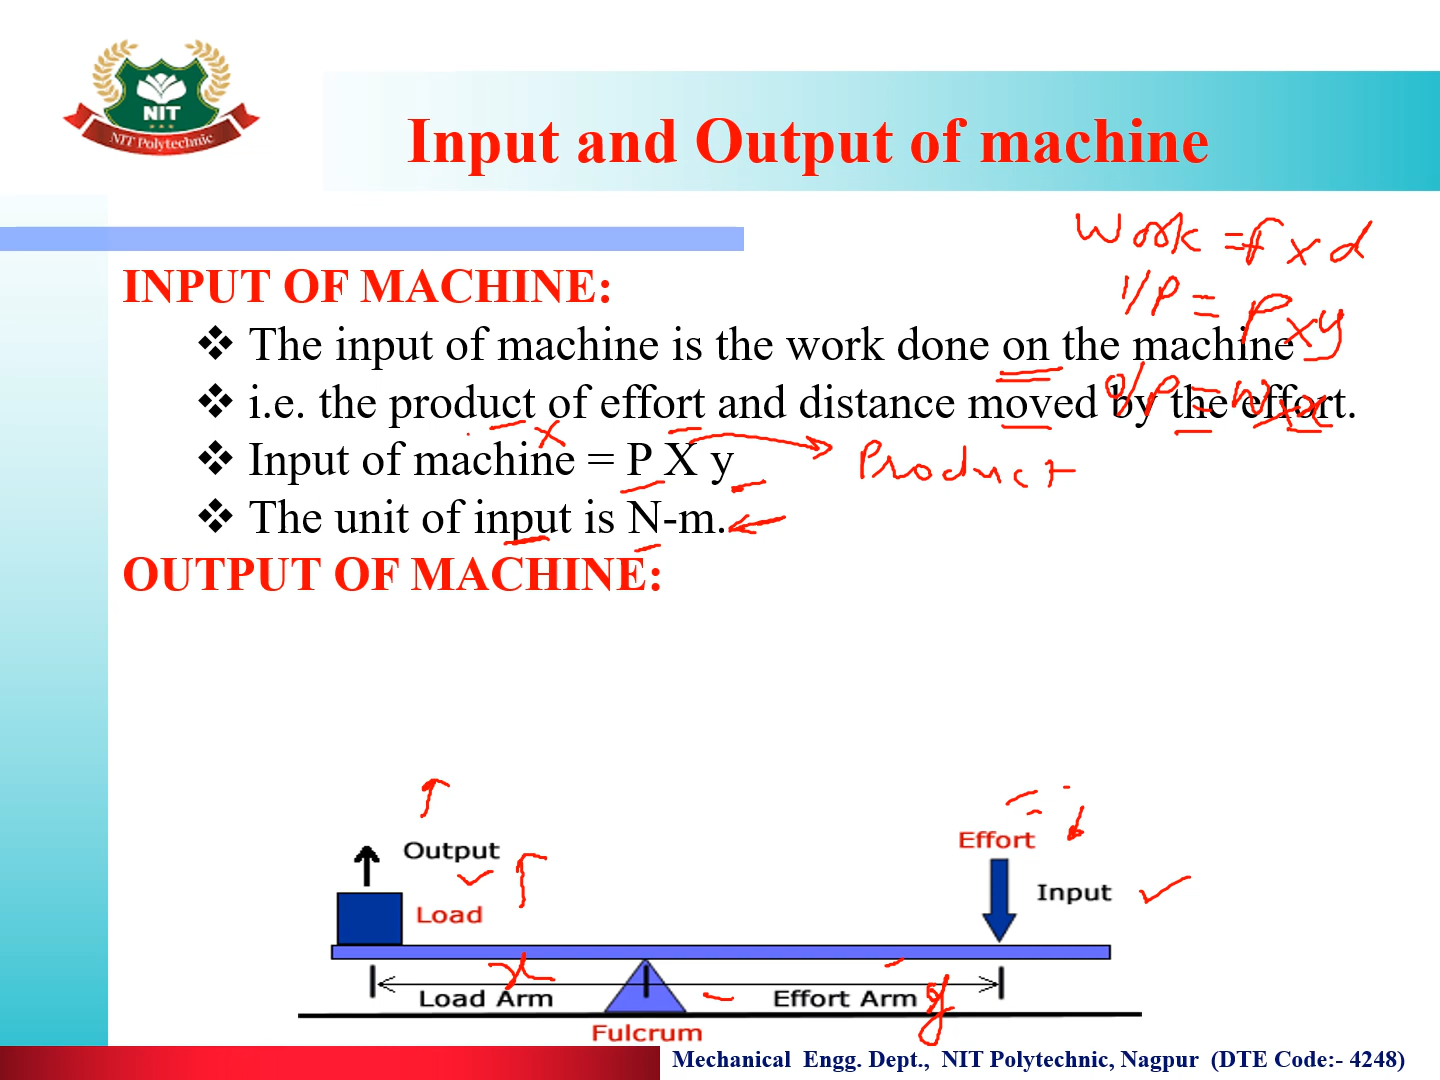 NIT
NIT Polytechnic
Input and Output of machine
Work = f x d
INPUT OF MACHINE:
I/P = P x y
❖ The input of machine is the work done on the machine
O/P = W x x
❖ i.e. the product of effort and distance moved by the effort.
❖ Input of machine = P X y
Product
❖ The unit of input is N-m.
OUTPUT OF MACHINE:
Output
Effort
Load
Input
x
Load Arm
Effort Arm
y
Fulcrum
Mechanical Engg. Dept., NIT Polytechnic, Nagpur (DTE Code:- 4248)